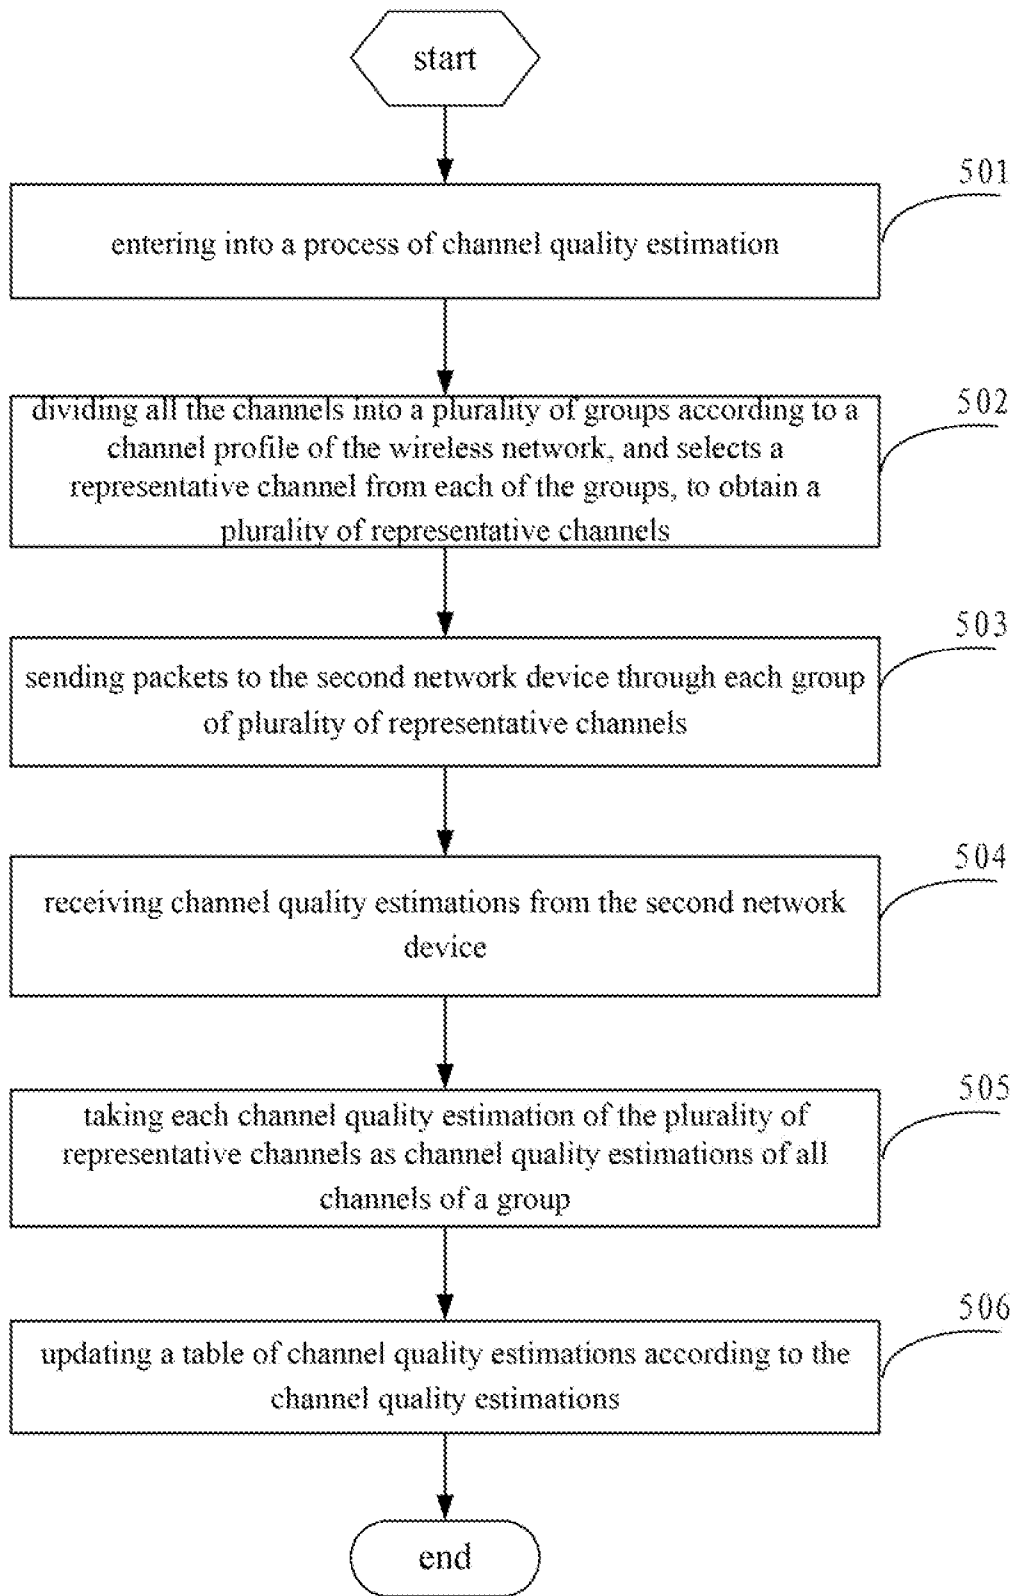 start
501
entering into a process of channel quality estimation
502
dividing all the channels into a plurality of groups according to a
channel profile of the wireless network, and selects a
representative channel from each of the groups, to obtain a
plurality of representative channels
503
sending packets to the second network device through each group
of plurality of representative channels
504
receiving channel quality estimations from the second network
device
505
taking each channel quality estimation of the plurality of
representative channels as channel quality estimations of all
channels of a group
506
updating a table of channel quality estimations according to the
channel quality estimations
end